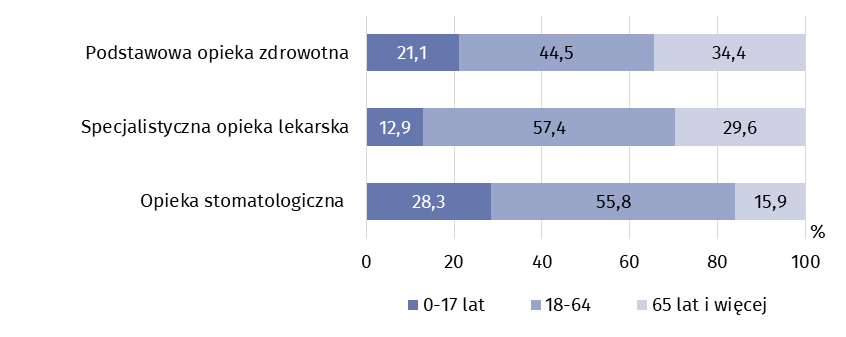 Podstawowa opieka zdrowotna 21,1 44,5 34,4
Specjalistyczna opieka lekarska 12,9 57,4 29,6
Opieka stomatologiczna 28,3 55,8 15,9
%
0 20 40 60 80 100
0-17 lat 18-64 65 lat i więcej